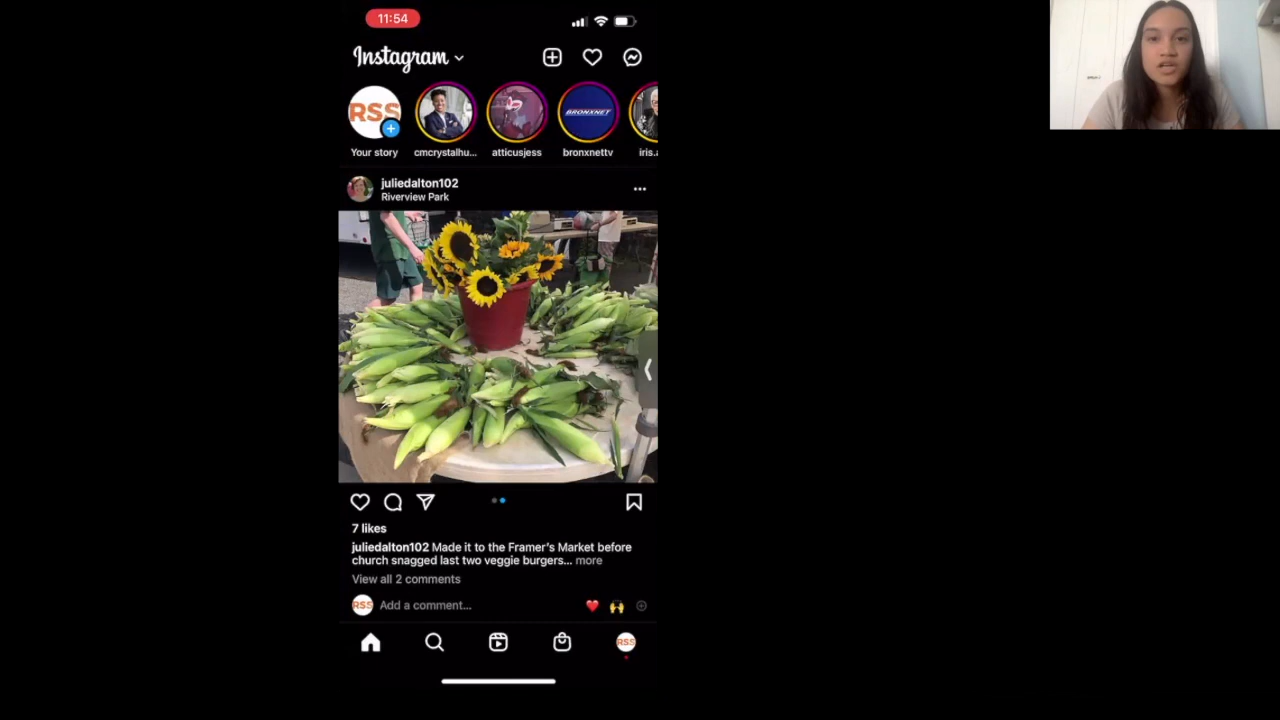 11:54
Instagram
RSS
BRONXNET
Your story
cmcrystalhu...
atticusjess
bronxnettv
iris.a
juliedalton102
Riverview Park
7 likes
juliedalton102 Made it to the Framer's Market before
church snagged last two veggie burgers... more
View all 2 comments
RSS
Add a comment...
RSS